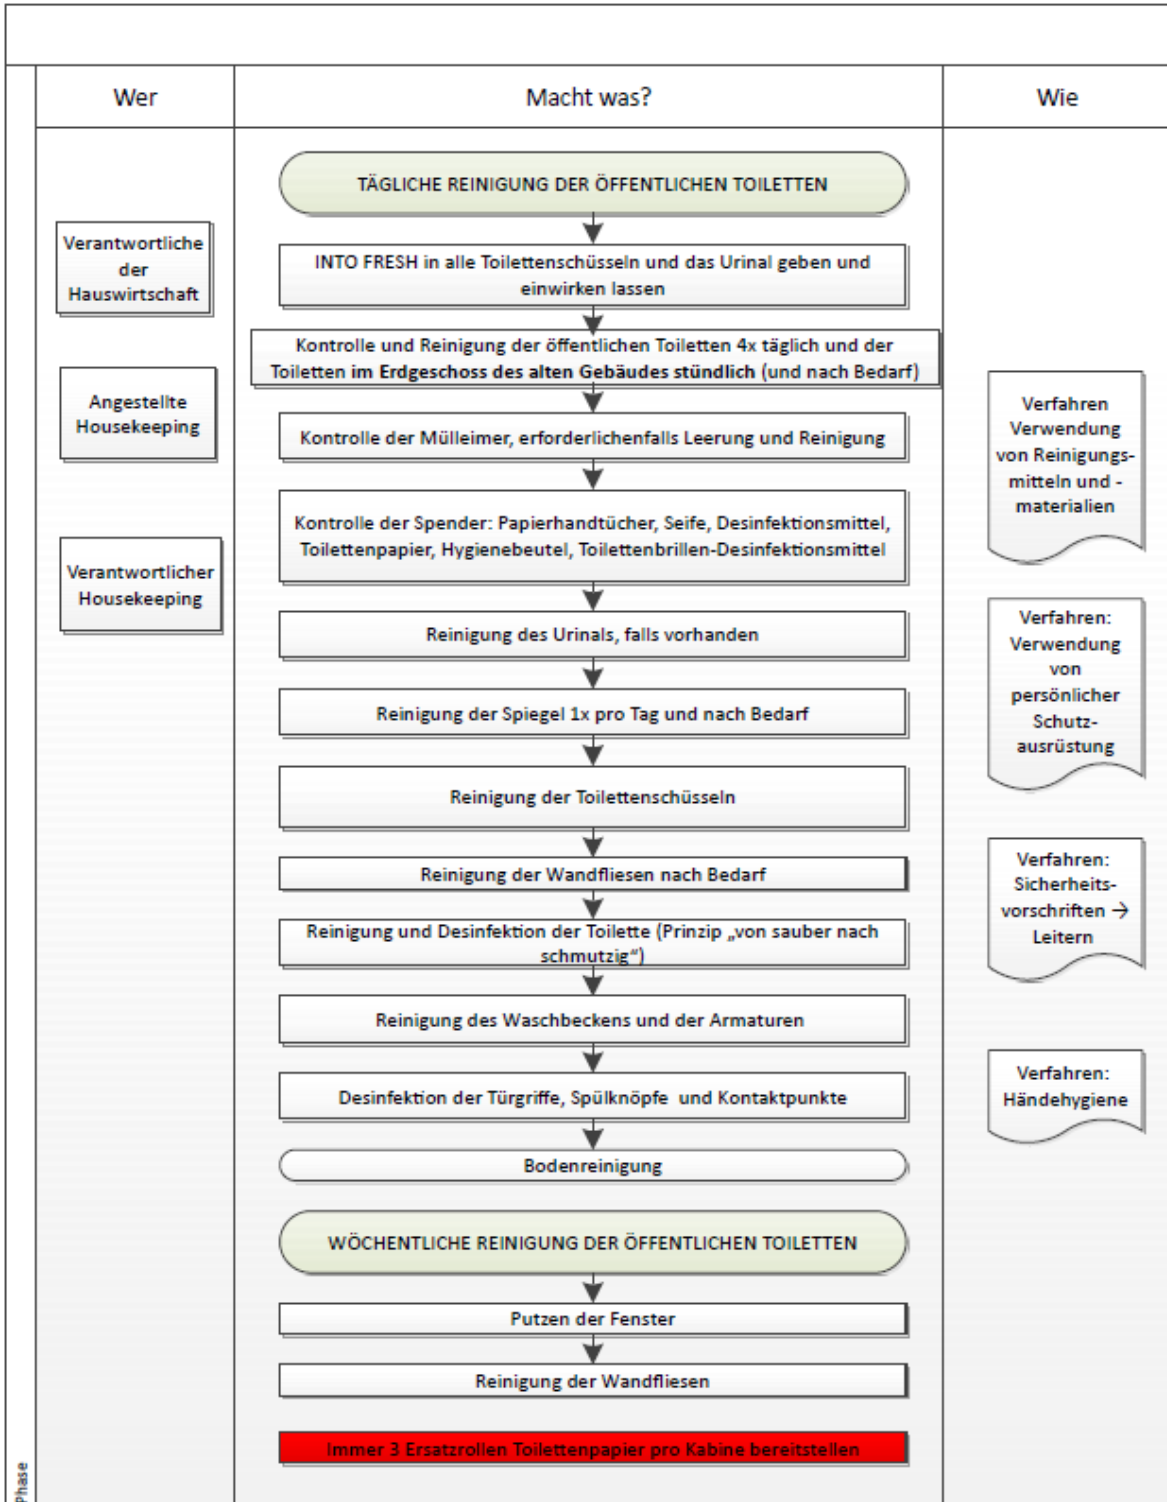 Wer
Macht was?
Wie
TÄGLICHE REINIGUNG DER ÖFFENTLICHEN TOILETTEN
Verantwortliche
der
Hauswirtschaft
INTO FRESH in alle Toilettenschüsseln und das Urinal geben und
einwirken lassen
Kontrolle und Reinigung der öffentlichen Toiletten 4x täglich und der
Toiletten im Erdgeschoss des alten Gebäudes stündlich (und nach Bedarf)
Angestellte
Housekeeping
Kontrolle der Mülleimer, erforderlichenfalls Leerung und Reinigung
Verfahren
Verwendung
von Reinigungs-
mitteln und -
materialien
Kontrolle der Spender: Papierhandtücher, Seife, Desinfektionsmittel,
Toilettenpapier, Hygienebeutel, Toilettenbrillen-Desinfektionsmittel
Verantwortlicher
Housekeeping
Reinigung des Urinals, falls vorhanden
Verfahren:
Verwendung
von
persönlicher
Schutz-
ausrüstung
Reinigung der Spiegel 1x pro Tag und nach Bedarf
Reinigung der Toilettenschüsseln
Reinigung der Wandfliesen nach Bedarf
Verfahren:
Sicherheits-
vorschriften →
Leitern
Reinigung und Desinfektion der Toilette (Prinzip „von sauber nach
schmutzig“)
Reinigung des Waschbeckens und der Armaturen
Desinfektion der Türgriffe, Spülknöpfe und Kontaktpunkte
Verfahren:
Händehygiene
Bodenreinigung
WÖCHENTLICHE REINIGUNG DER ÖFFENTLICHEN TOILETTEN
Putzen der Fenster
Reinigung der Wandfliesen
Immer 3 Ersatzrollen Toilettenpapier pro Kabine bereitstellen
Phase